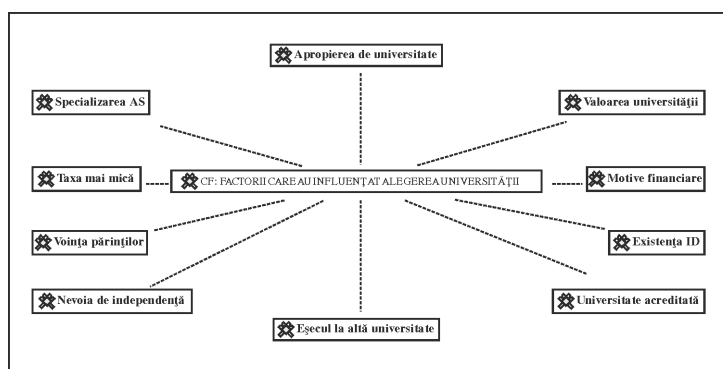 Apropierea de universitate
Specializarea AS
Valoarea universităţii
Taxa mai mică
CF: FACTORII CARE AU INFLUENŢAT ALEGEREA UNIVERSITĂŢII
Motive financiare
Voinţa părinţilor
Existenţa ID
Nevoia de independenţă
Universitate acreditată
Eşecul la altă universitate